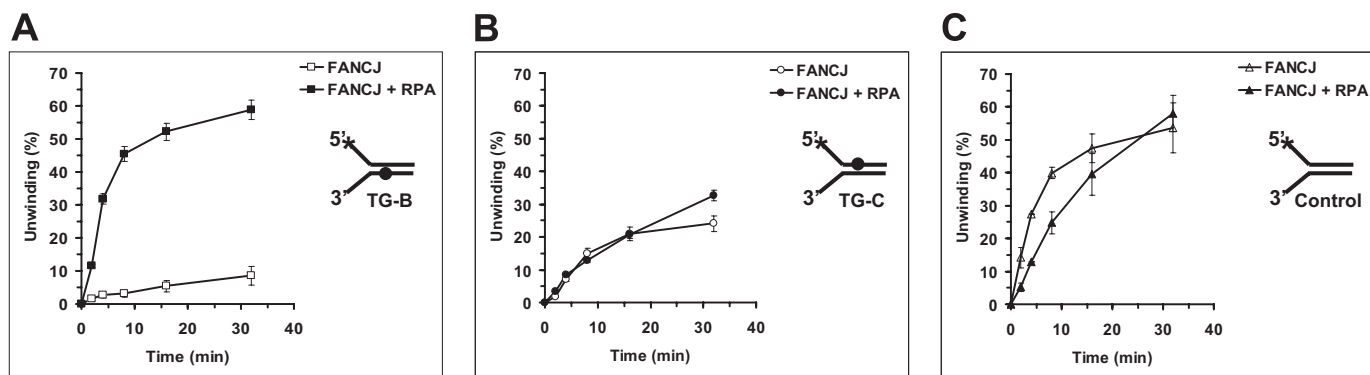 A
Unwinding (%)
70
60
50
40
30
20
10
0
0 10 20 30 40
Time (min)
FANCJ
FANCJ + RPA
5’*
3’
TG-B
B
Unwinding (%)
70
60
50
40
30
20
10
0
0 10 20 30 40
Time (min)
FANCJ
FANCJ + RPA
5’*
3’
TG-C
C
Unwinding (%)
70
60
50
40
30
20
10
0
0 10 20 30 40
Time (min)
FANCJ
FANCJ + RPA
5’*
3’
Control